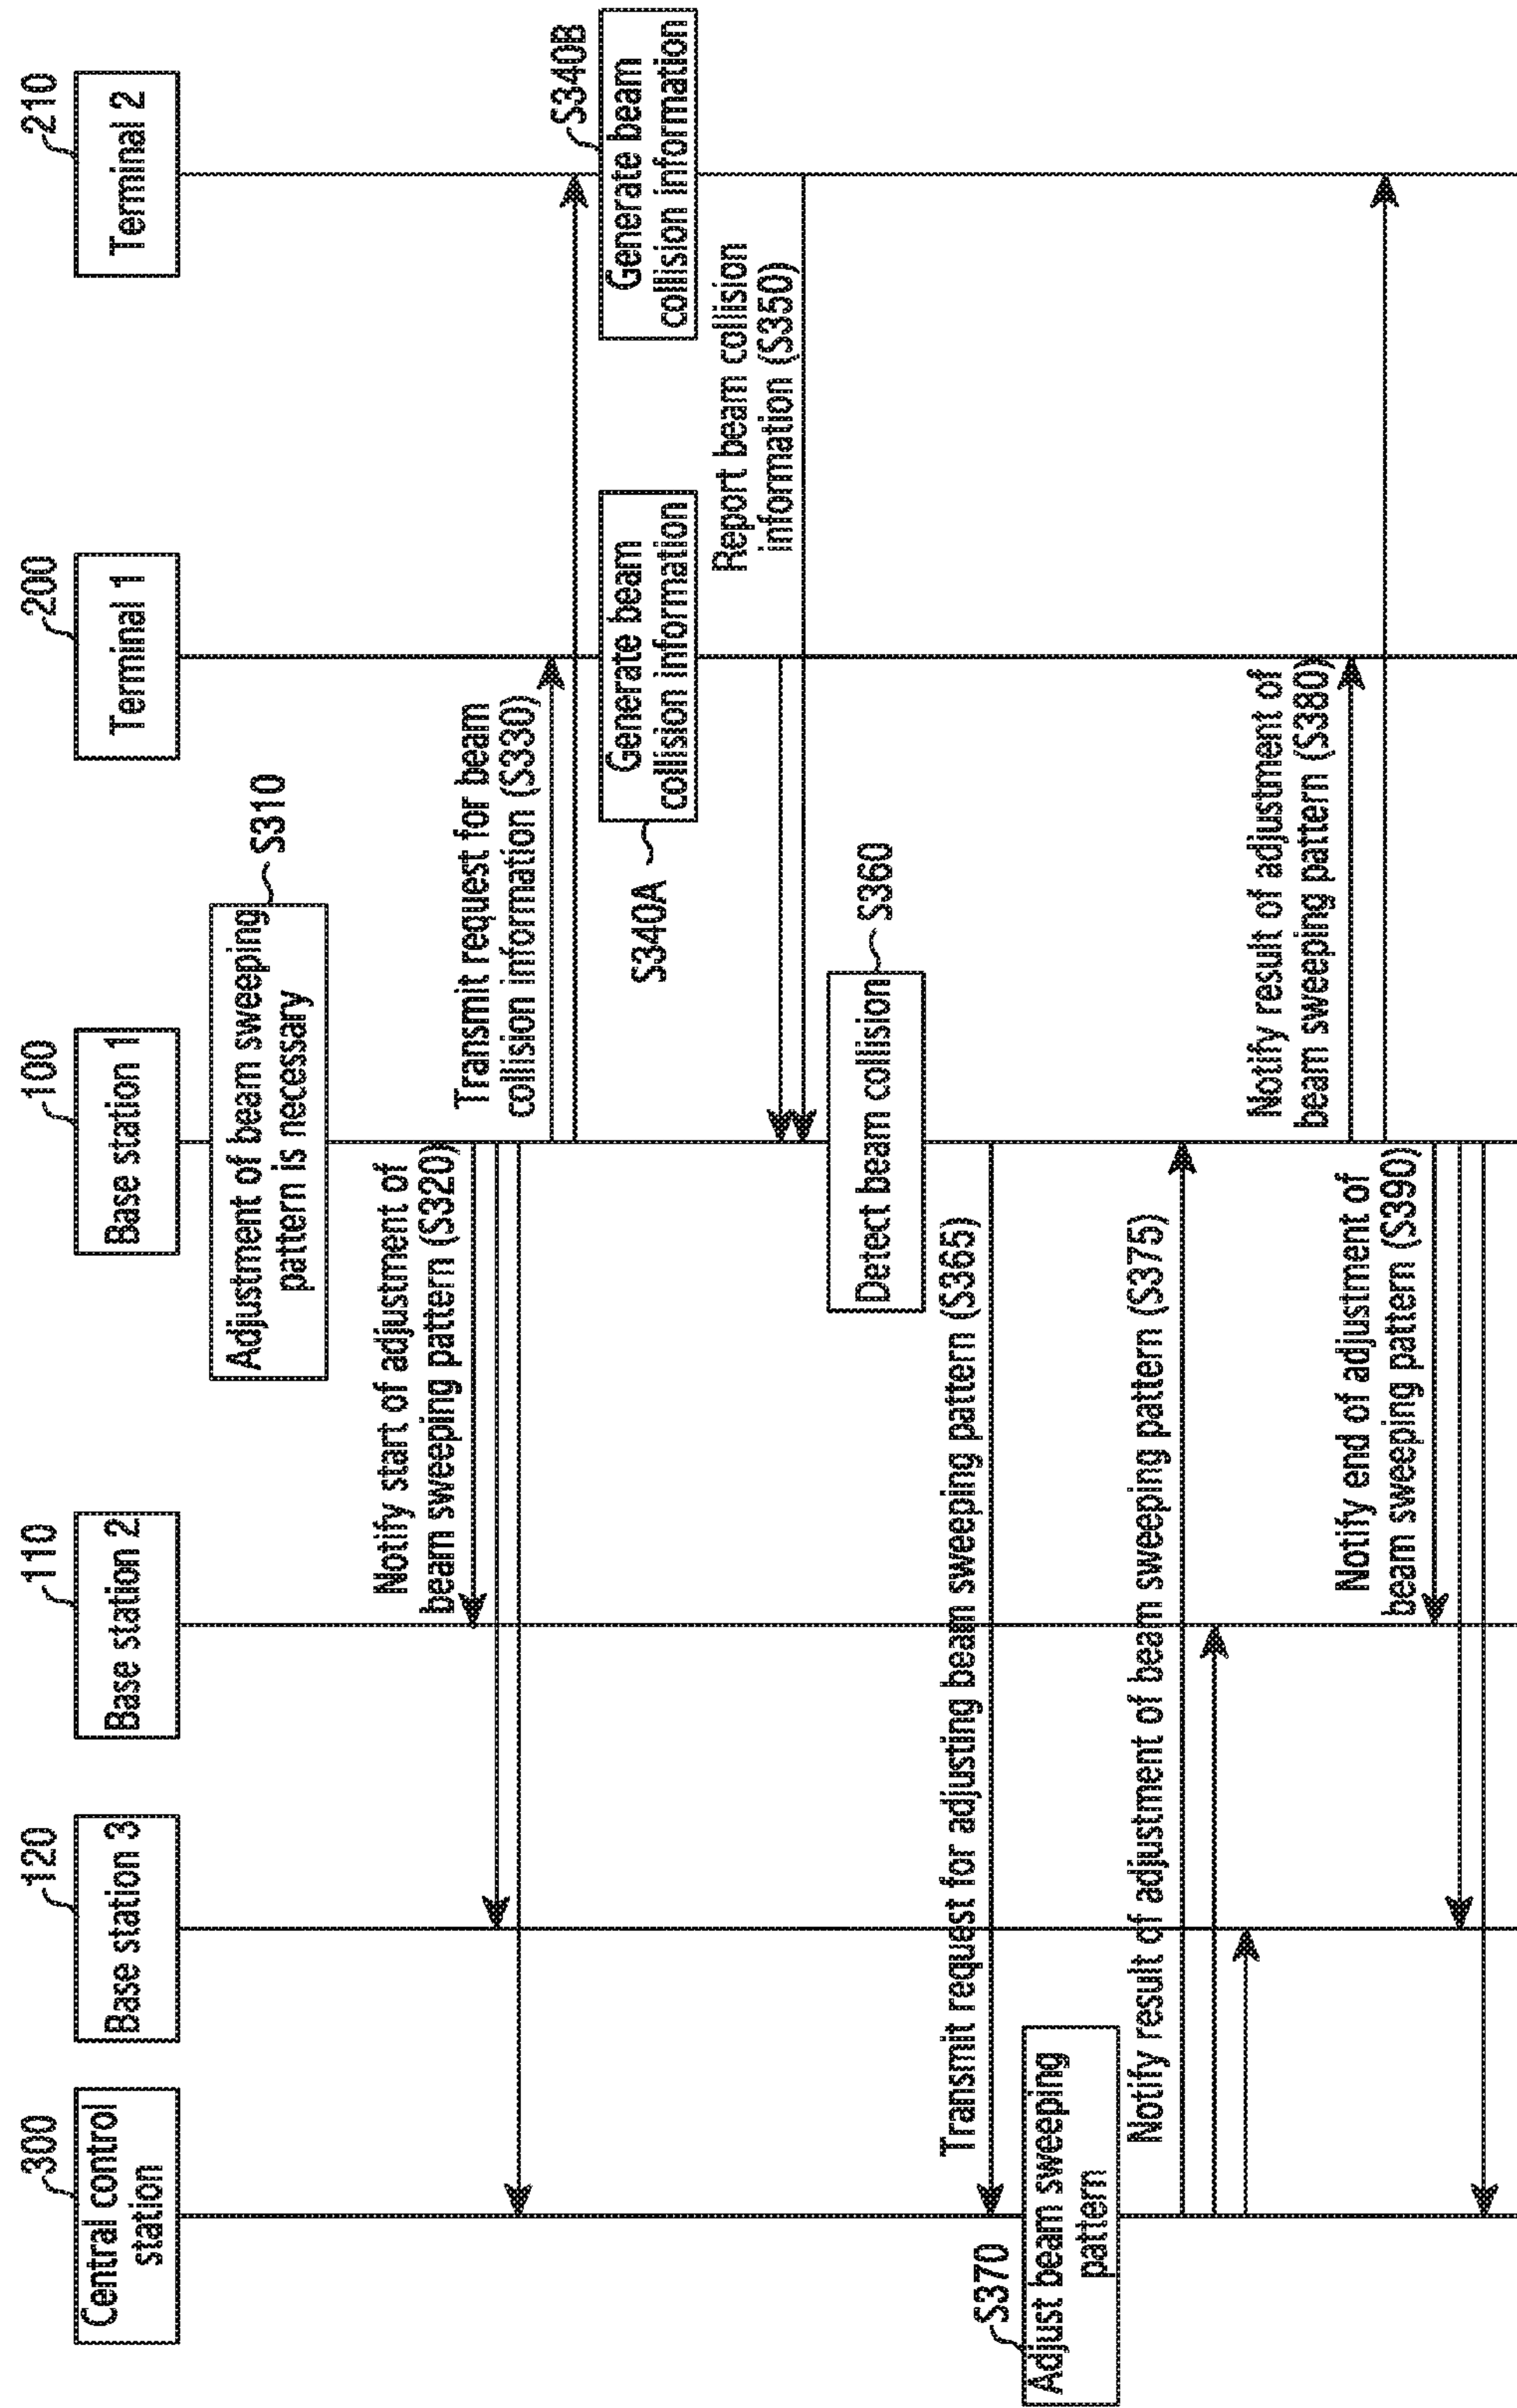 300
Central control
station
120
Base station 3
110
Base station 2
100
Base station 1
200
Terminal 1
210
Terminal 2
Adjustment of beam sweeping
pattern is necessary
S310
Notify start of adjustment of
beam sweeping pattern (S320)
Transmit request for beam
collision information (S330)
S340A
Generate beam
collision information
S340B
Generate beam
collision information
Report beam collision
information (S350)
Detect beam collision
S360
Transmit request for adjusting beam sweeping pattern (S365)
S370
Adjust beam sweeping
pattern
Notify result of adjustment of beam sweeping pattern (S375)
Notify result of adjustment of
beam sweeping pattern (S380)
Notify end of adjustment of
beam sweeping pattern (S390)